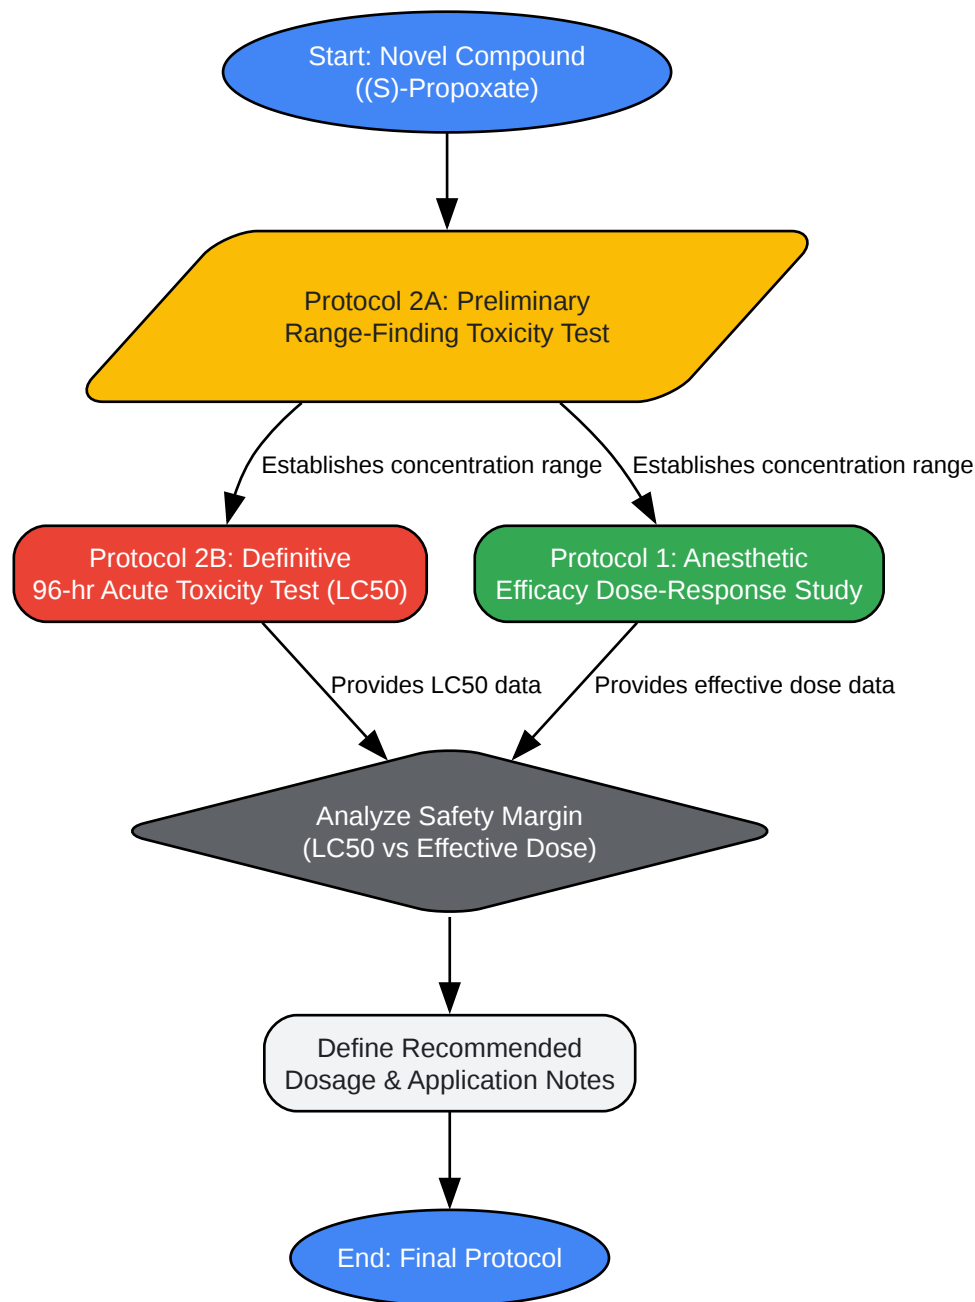 Start: Novel Compound
((S)-Propoxate)
Protocol 2A: Preliminary
Range-Finding Toxicity Test
Establishes concentration range
Establishes concentration range
Protocol 2B: Definitive
96-hr Acute Toxicity Test (LC50)
Protocol 1: Anesthetic
Efficacy Dose-Response Study
Provides LC50 data
Provides effective dose data
Analyze Safety Margin
(LC50 vs Effective Dose)
Define Recommended
Dosage & Application Notes
End: Final Protocol